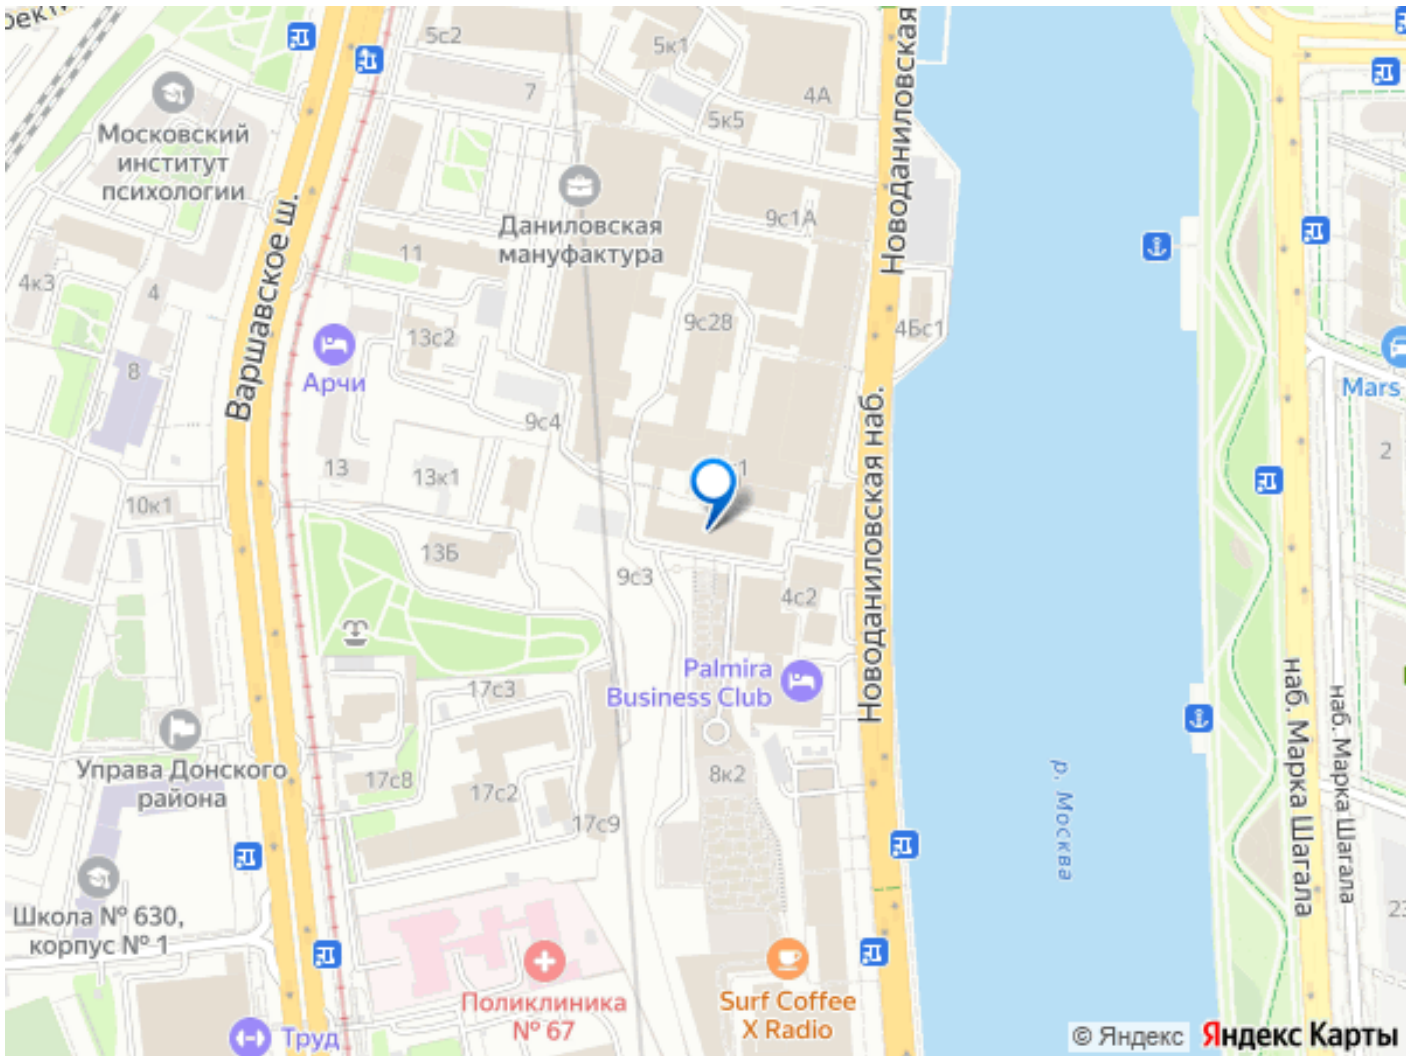 5с2
5к1
7
4А
5к5
Московский
институт
психологии
Новоданиловская
Даниловская
мануфактура
9с1А
11
4к3
4
Варшавское ш.
9с28
4Бс1
13с2
8
Арчи
Mars
9с4
Новоданиловская наб.
13
13к1
2
10к1
13Б
9с3
4с2
Palmira
Business Club
17с3
наб. Марка Шагала
наб. Марка Шагала
Управа Донского
района
17с8
17с2
8к2
р. Москва
17с9
Школа № 630,
корпус № 1
Поликлиника
№ 67
Surf Coffee
X Radio
Труд
© Яндекс
Яндекс Карты